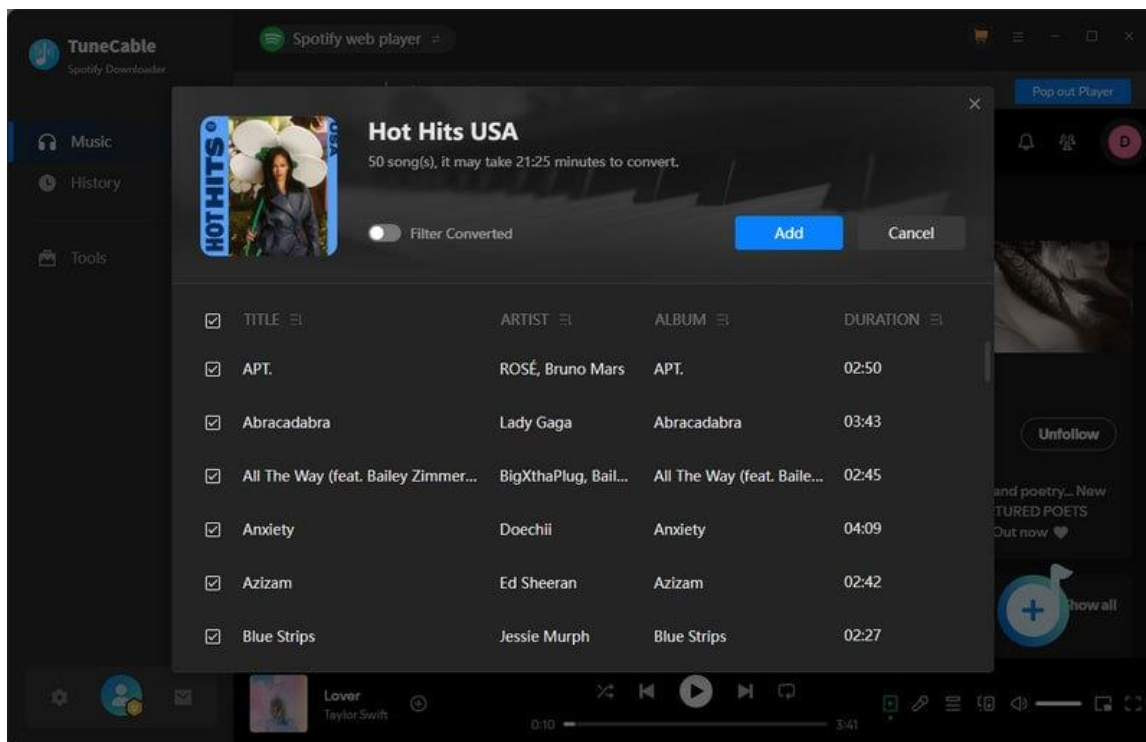 TuneCable
Spotify Downloader
Spotify web player
Pop out Player
Music
History
Tools
HOT HITS USA
Hot Hits USA
50 song(s), it may take 21:25 minutes to convert.
Filter Converted
Add
Cancel
D
TITLE ARTIST ALBUM DURATION
APT. ROSÉ, Bruno Mars APT. 02:50
Abracadabra Lady Gaga Abracadabra 03:43
All The Way (feat. Bailey Zimmer... BigXthaPlug, Bail... All The Way (feat. Baile... 02:45
Anxiety Doechii Anxiety 04:09
Azizam Ed Sheeran Azizam 02:42
Blue Strips Jessie Murph Blue Strips 02:27
Unfollow
and poetry... New
TURED POETS
Out now
how all
Lover
Taylor Swift
0:10
3:41